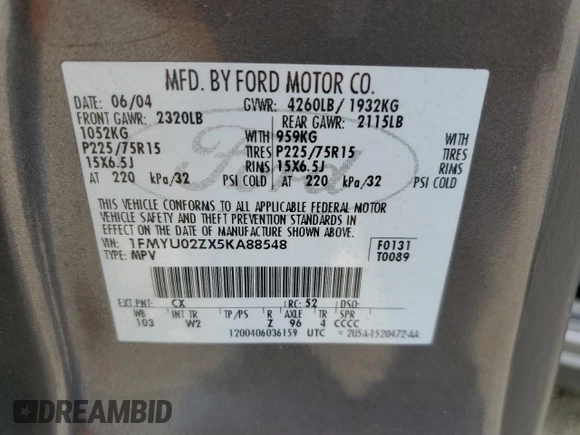 MFD. BY FORD MOTOR CO.
DATE: 06/04 GVWR: 4260LB/ 1932KG
FRONT GAWR: 2320LB REAR GAWR: 2115LB
1052KG WITH 959KG WITH
P225/75R15 TIRES P225/75R15 TIRES
15X6.5J RIMS 15X6.5J RIMS
AT 220 kPa/32 PSI COLD AT 220 kPa/32 PSI COLD
THIS VEHICLE CONFORMS TO ALL APPLICABLE FEDERAL MOTOR
VEHICLE SAFETY AND THEFT PREVENTION STANDARDS IN
EFFECT ON THE DATE OF MANUFACTURE SHOWN ABOVE.
VIN: 1FMYU02ZX5KA88548 F0131
TYPE: MPV T0089
Ford
EXT PNT: CX RC: 52 DSO:
WB INT TR TP/PS R AXLE TR SPR
103 W2 Z 96 4 CCCC
1200406036159 UTC 2U5A-1520472-AA
DREAMBID